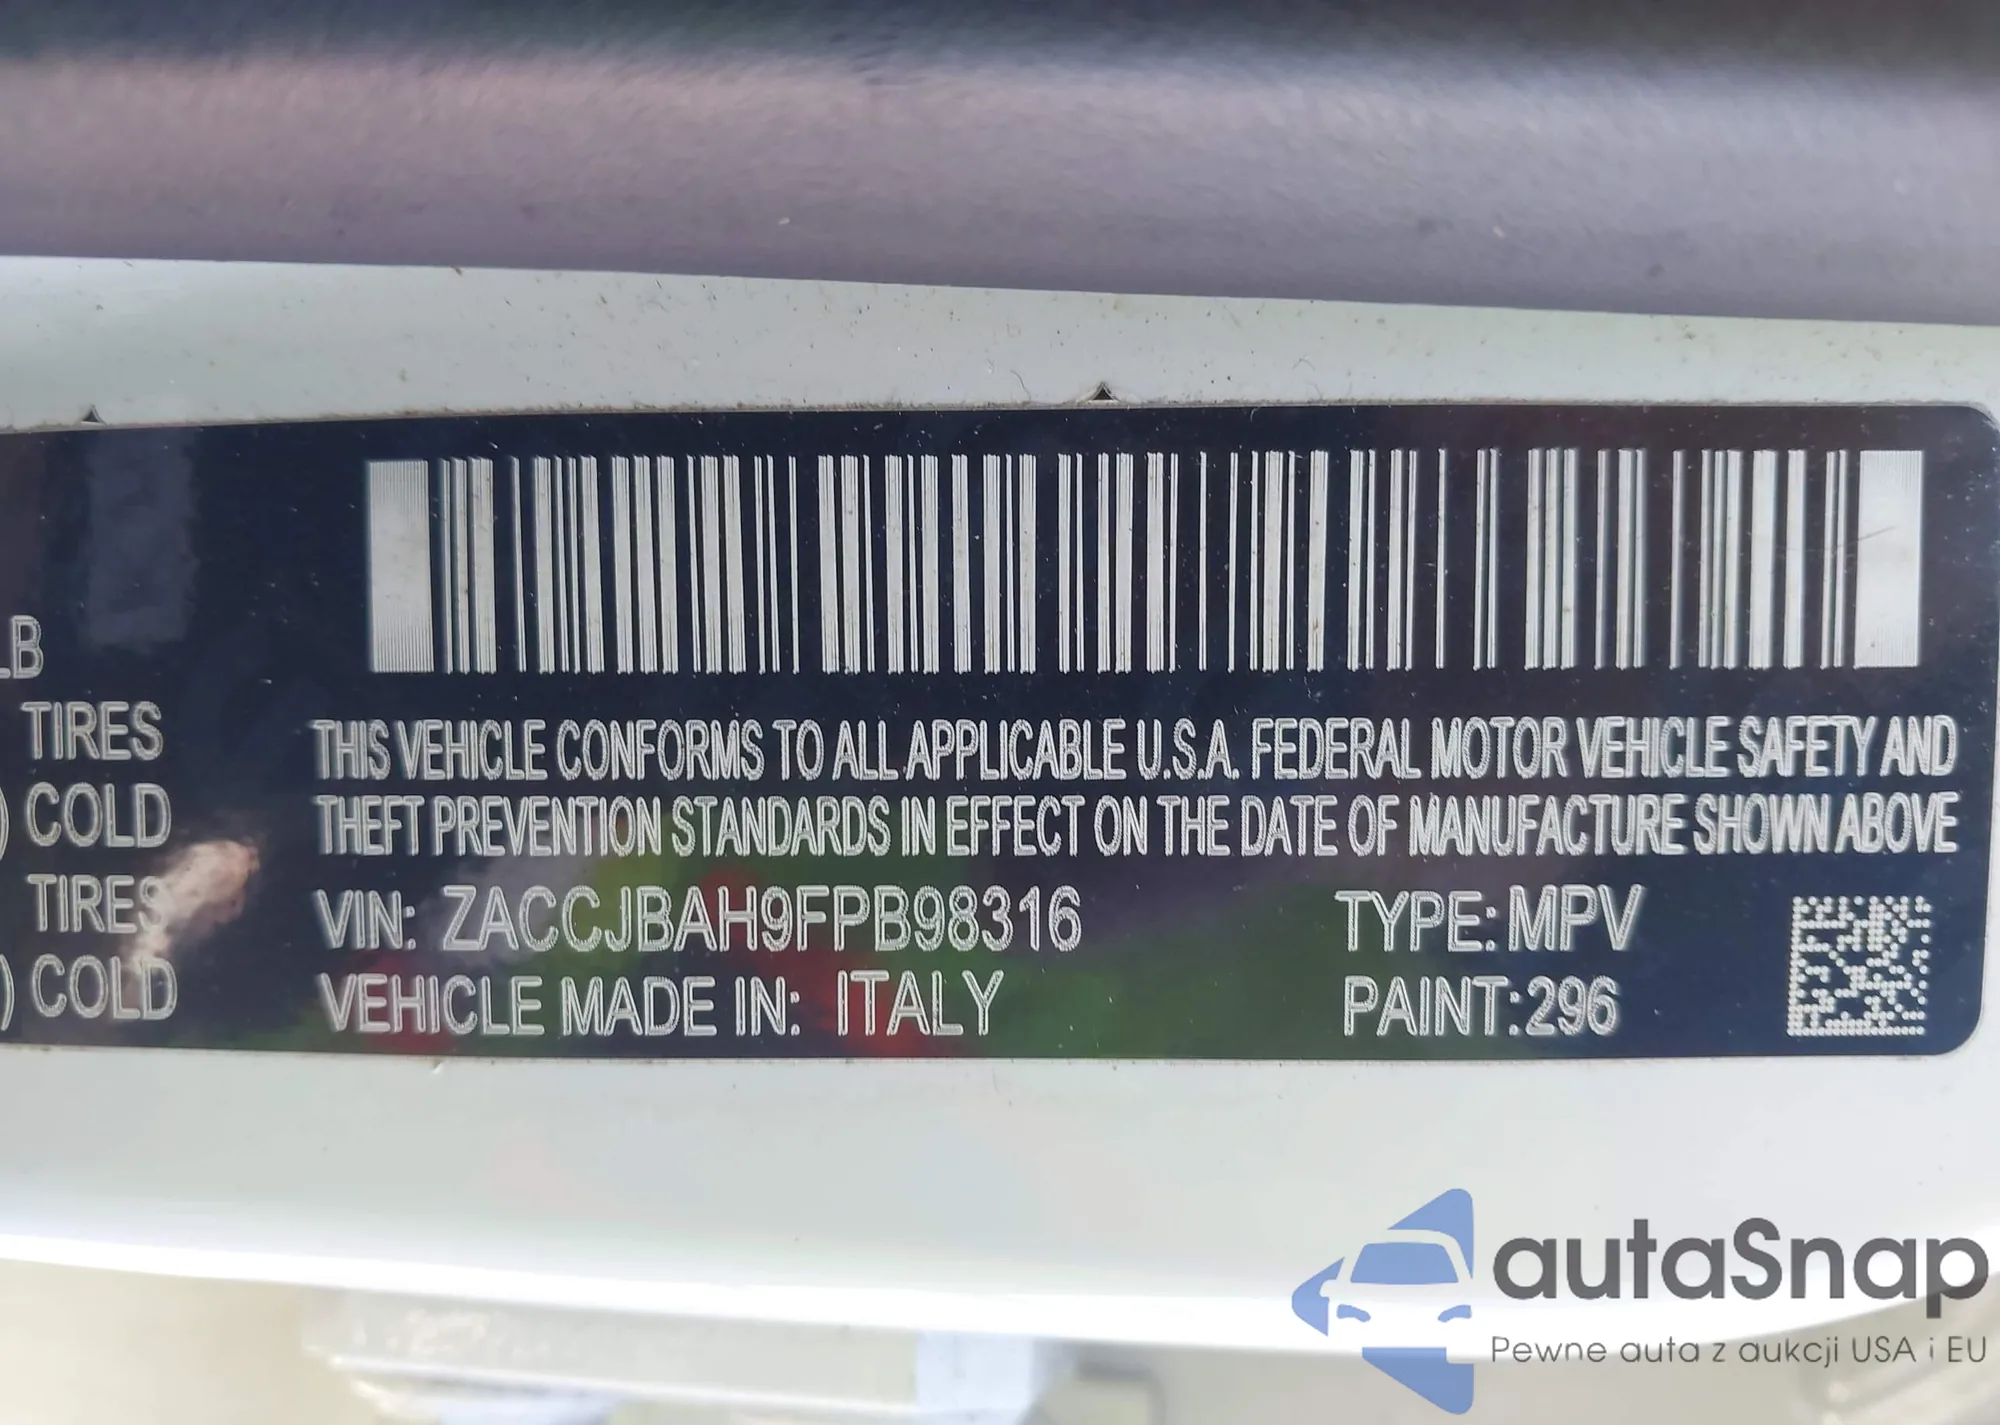 LB
TIRES
) COLD
TIRES
) COLD
THIS VEHICLE CONFORMS TO ALL APPLICABLE U.S.A. FEDERAL MOTOR VEHICLE SAFETY AND
THEFT PREVENTION STANDARDS IN EFFECT ON THE DATE OF MANUFACTURE SHOWN ABOVE
VIN: ZACCJBAH9FPB98316 TYPE: MPV
VEHICLE MADE IN: ITALY PAINT:296
autaSnap
Pewne auta z aukcji USA i EU